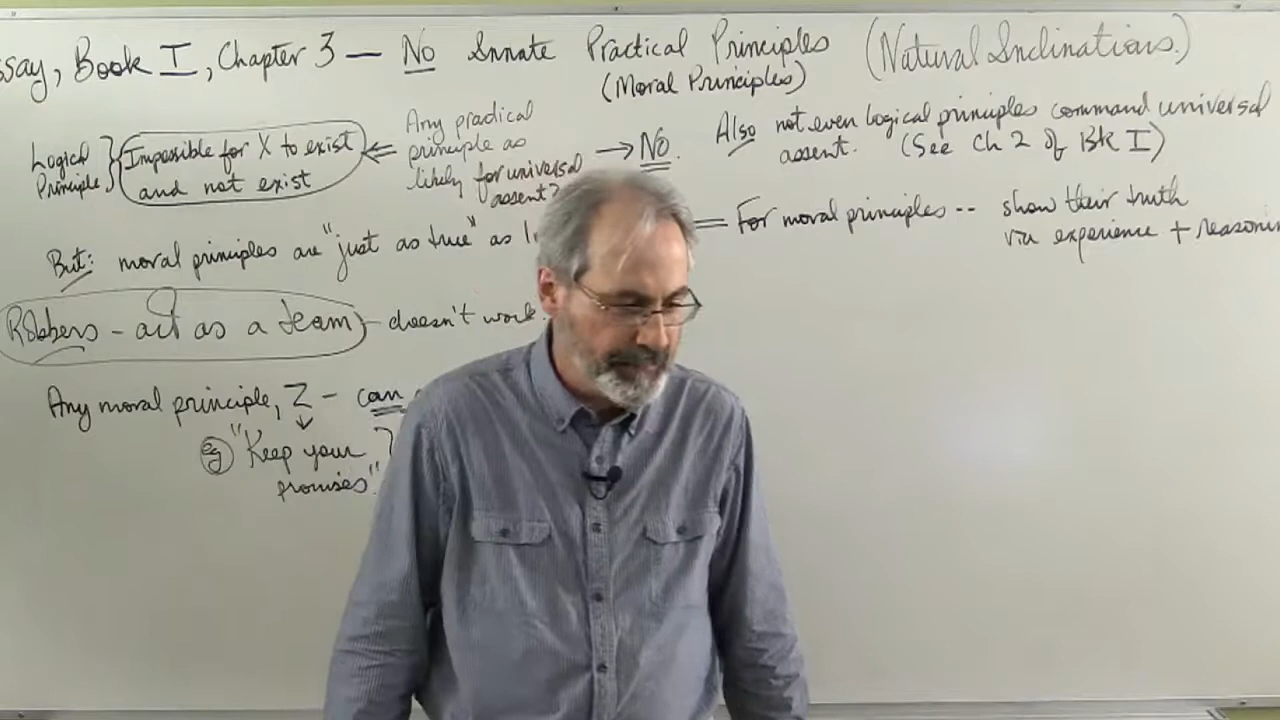 ssay, Book I, Chapter 3 — No Innate Practical Principles (Natural Inclinations.)
(Moral Principles)
Logical Principle } Impossible for X to exist and not exist
Any practical principle as likely for universal assent? → No.
Also not even logical principles command universal assent. (See Ch 2 of Bk I)
But: moral principles are "just as true" as
For moral principles -- show their truth via experience + reasonin
Robbers - act as a team - doesn't work.
Any moral principle, Z - can
eg "Keep your promises"